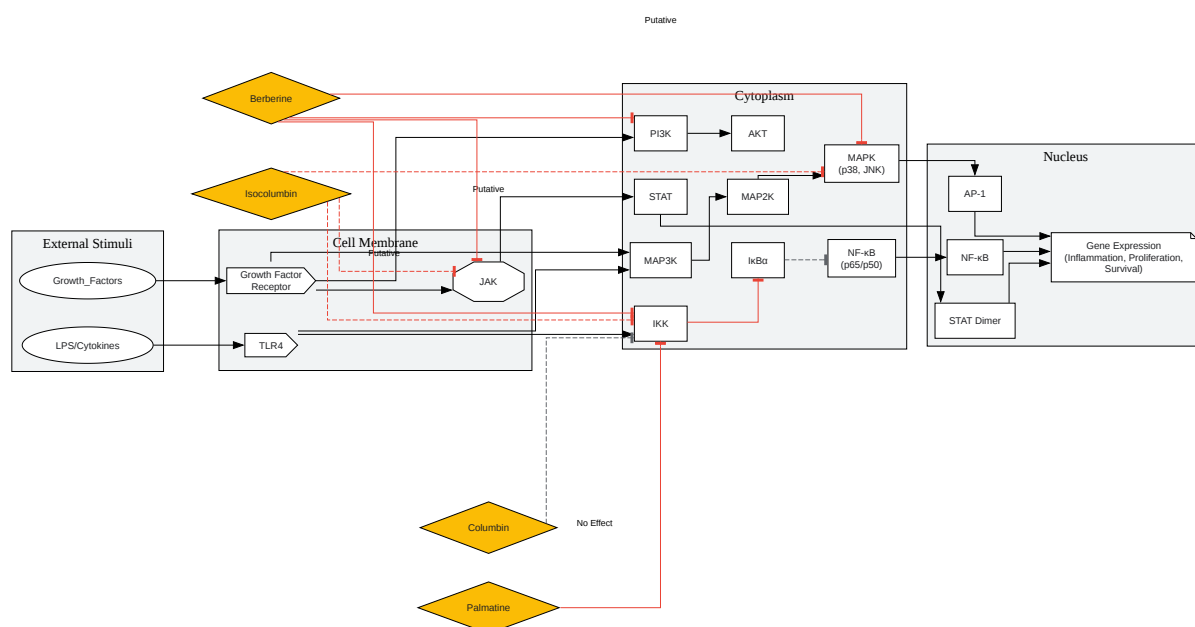 Putative
Berberine
Cytoplasm
PI3K
AKT
MAPK
(p38, JNK)
Nucleus
Isocolumbin
Putative
STAT
MAP2K
AP-1
External Stimuli
Cell Membrane
Putative
Growth_Factors
Growth Factor
Receptor
JAK
MAP3K
IκBα
NF-κB
(p65/p50)
NF-κB
Gene Expression
(Inflammation, Proliferation,
Survival)
LPS/Cytokines
TLR4
IKK
STAT Dimer
Columbin
No Effect
Palmatine